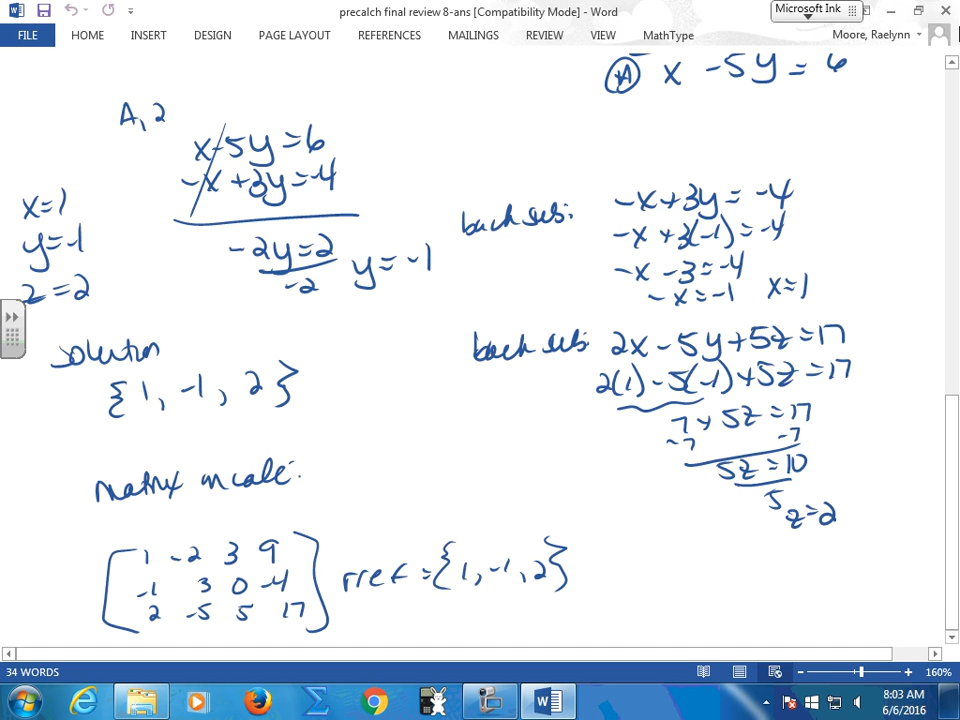 precalch final review 8-ans [Compatibility Mode] - Word
Microsoft Ink
FILE HOME INSERT DESIGN PAGE LAYOUT REFERENCES MAILINGS REVIEW VIEW MathType
Moore, Raelynn
(A) x - 5y = 6
A, 2
x - 5y = 6
-x + 3y = -4
-2y = 2
-2
y = -1
x = 1
y = -1
z = 2
solution
{1, -1, 2}
back sub:
-x + 3y = -4
-x + 3(-1) = -4
-x - 3 = -4
-x = -1 x = 1
back sub:
2x - 5y + 5z = 17
2(1) - 5(-1) + 5z = 17
7 + 5z = 17
-7 -7
5z = 10
5
z = 2
matrix in calc:
1 -2 3 9
-1 3 0 -4
2 -5 5 17
rref = {1, -1, 2}
34 WORDS
160%
8:03 AM
6/6/2016